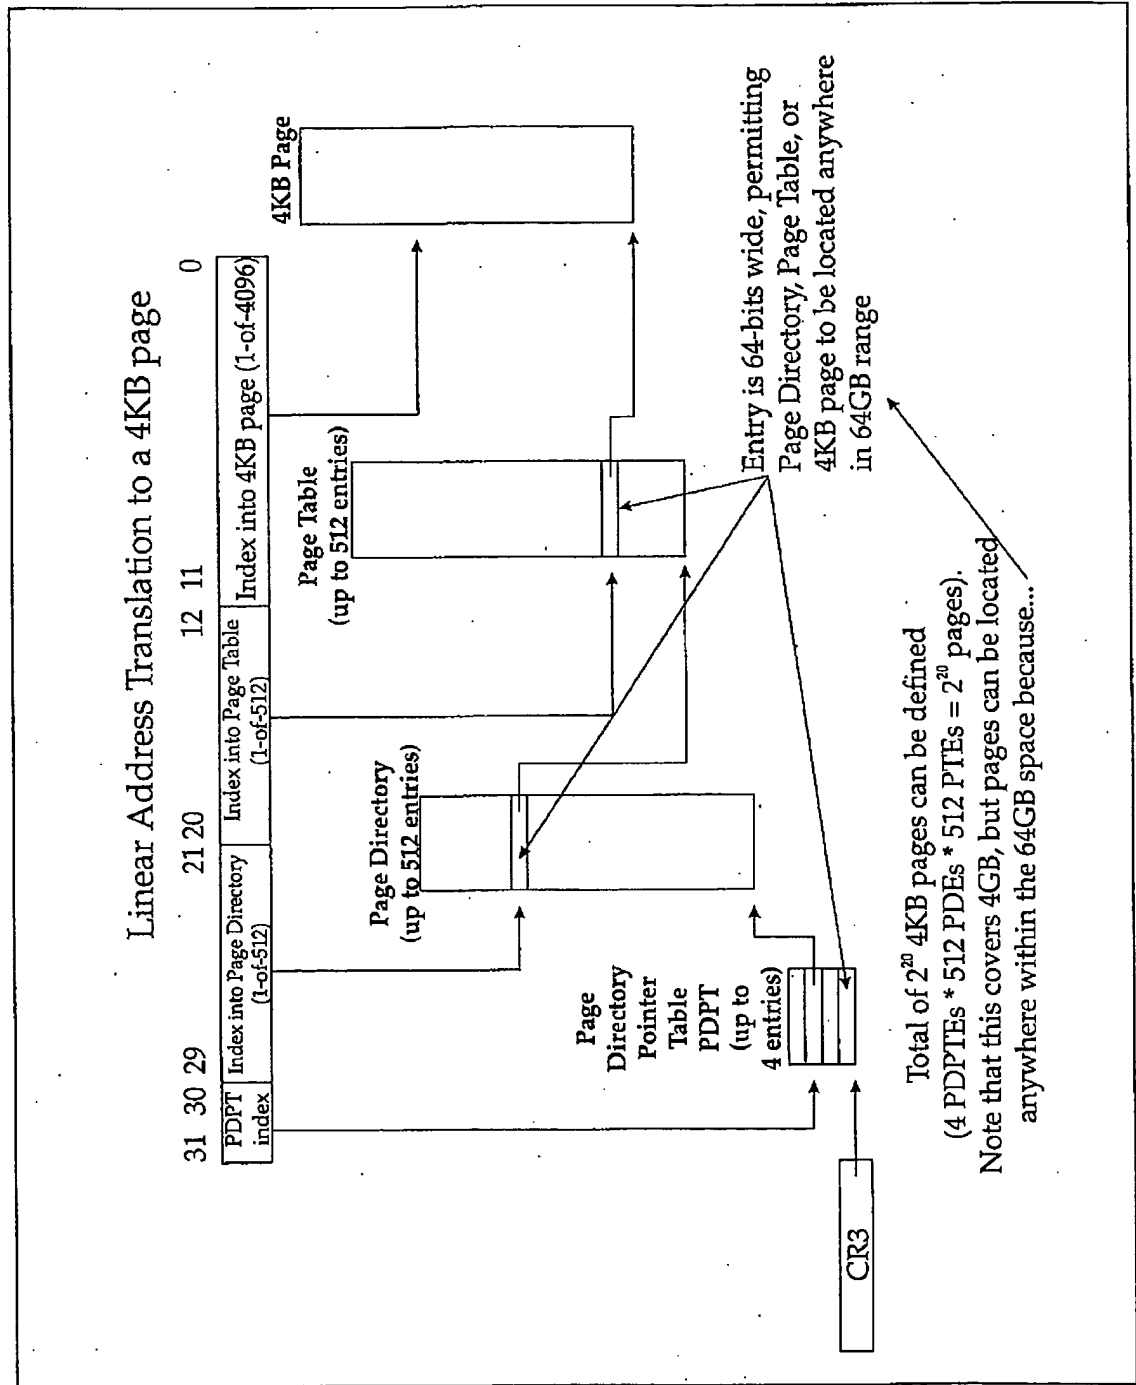 Linear Address Translation to a 4KB page
31 30 29 21 20 12 11 0
PDPT
index
Index into Page Directory
(1-of-512)
Index into Page Table
(1-of-512)
Index into 4KB page (1-of-4096)
4KB Page
Page Table
(up to 512 entries)
Page Directory
(up to 512 entries)
Page
Directory
Pointer
Table
PDPT
(up to
4 entries)
CR3
Entry is 64-bits wide, permitting
Page Directory, Page Table, or
4KB page to be located anywhere
in 64GB range
Total of 2²⁰ 4KB pages can be defined
(4 PDPTEs * 512 PDEs * 512 PTEs = 2²⁰ pages).
Note that this covers 4GB, but pages can be located
anywhere within the 64GB space because...